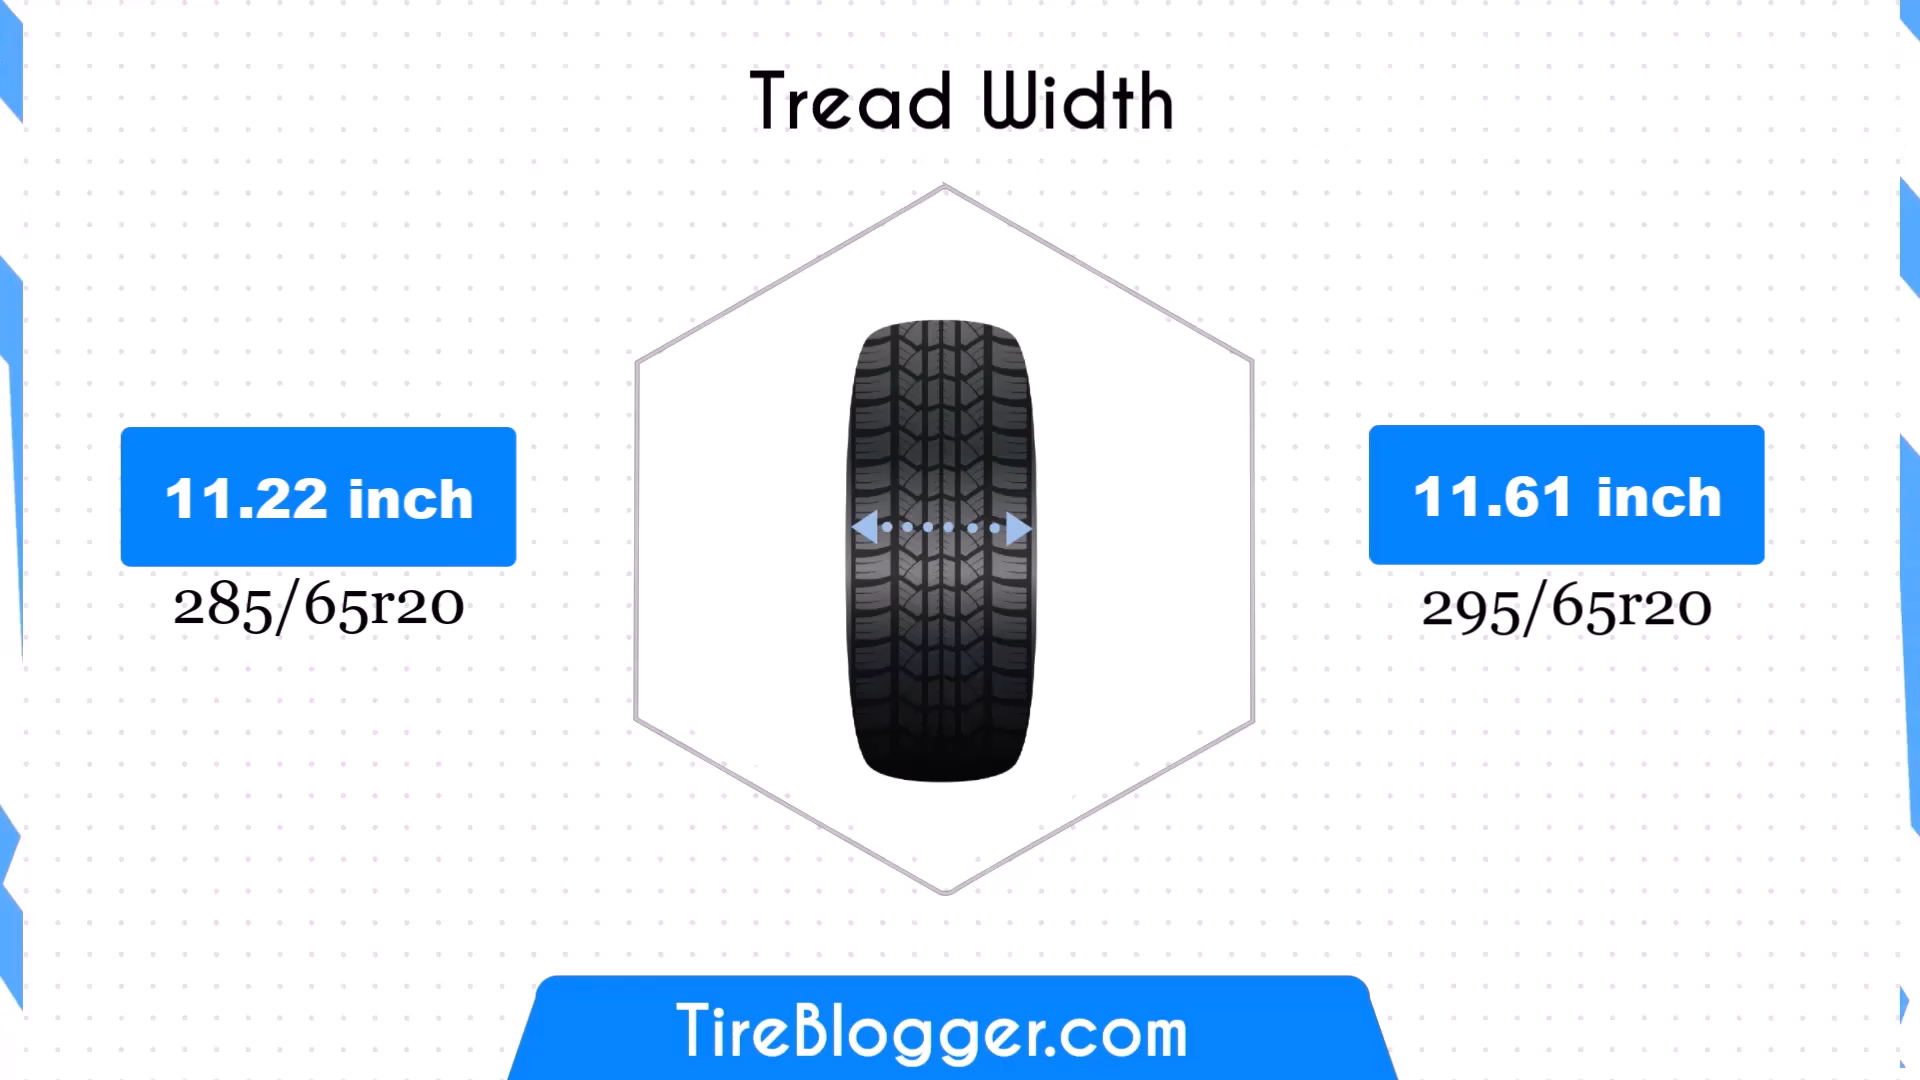 Tread Width
11.22 inch
285/65r20
11.61 inch
295/65r20
TireBlogger.com